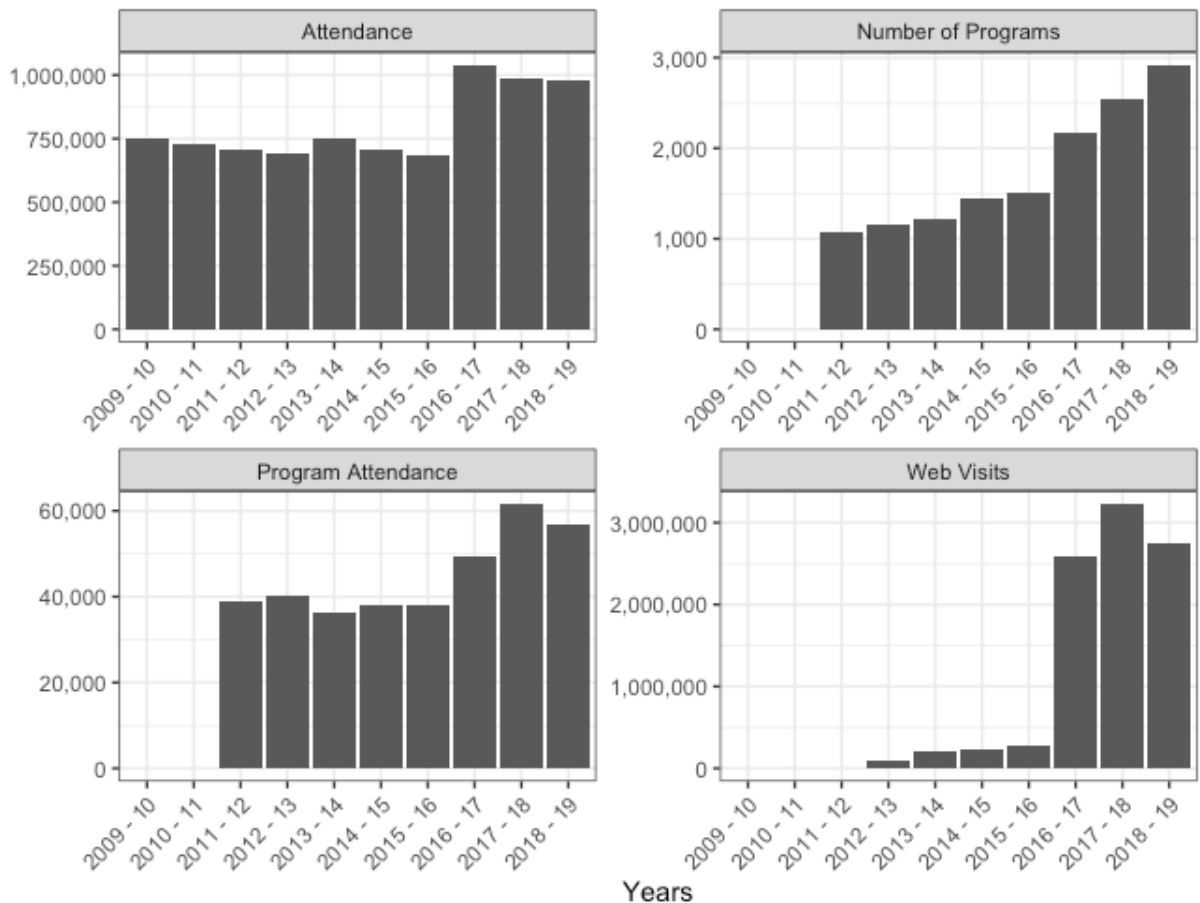 Attendance
1,000,000
750,000
500,000
250,000
0
2009 - 10
2010 - 11
2011 - 12
2012 - 13
2013 - 14
2014 - 15
2015 - 16
2016 - 17
2017 - 18
2018 - 19
Number of Programs
3,000
2,000
1,000
0
2009 - 10
2010 - 11
2011 - 12
2012 - 13
2013 - 14
2014 - 15
2015 - 16
2016 - 17
2017 - 18
2018 - 19
Program Attendance
60,000
40,000
20,000
0
2009 - 10
2010 - 11
2011 - 12
2012 - 13
2013 - 14
2014 - 15
2015 - 16
2016 - 17
2017 - 18
2018 - 19
Web Visits
3,000,000
2,000,000
1,000,000
0
2009 - 10
2010 - 11
2011 - 12
2012 - 13
2013 - 14
2014 - 15
2015 - 16
2016 - 17
2017 - 18
2018 - 19
Years